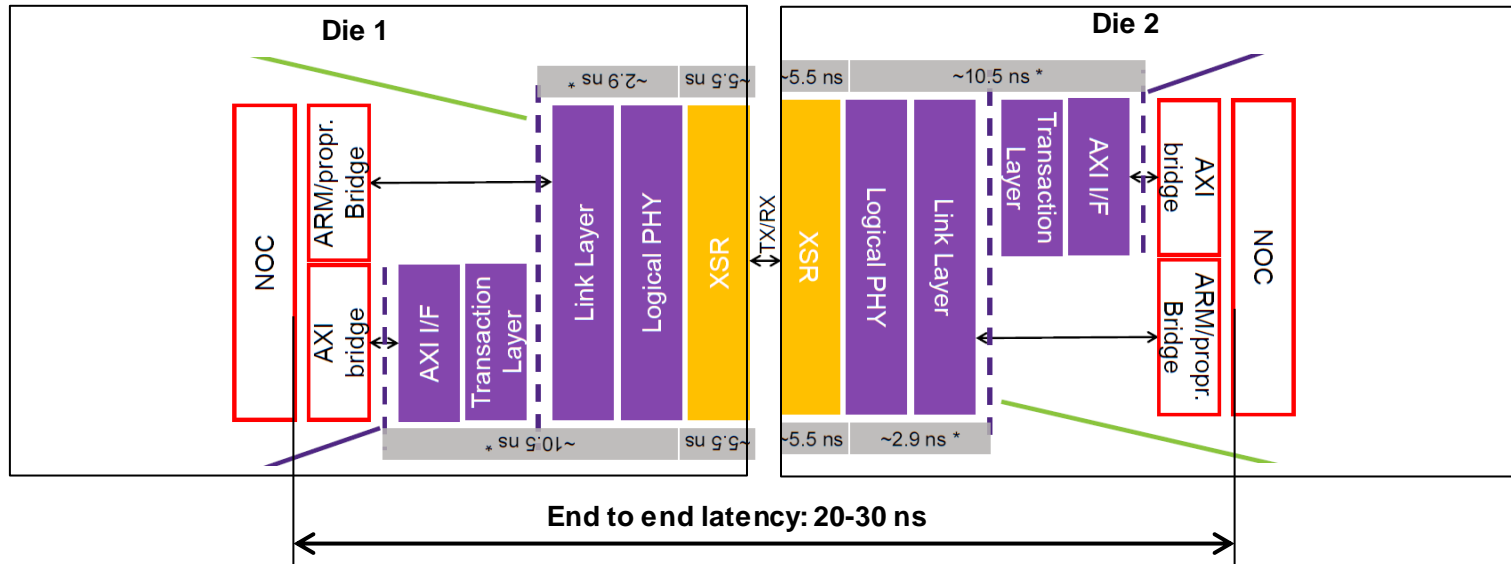 Die 1
Die 2
~2.9 ns *
~5.5 ns
~5.5 ns
~10.5 ns *
NOC
ARM/propr.
Bridge
AXI
bridge
AXI I/F
Transaction
Layer
Link Layer
Logical PHY
XSR
TX/RX
XSR
Logical PHY
Link Layer
Transaction
Layer
AXI I/F
AXI
bridge
ARM/propr.
Bridge
NOC
~10.5 ns *
~5.5 ns
~5.5 ns
~2.9 ns *
End to end latency: 20-30 ns